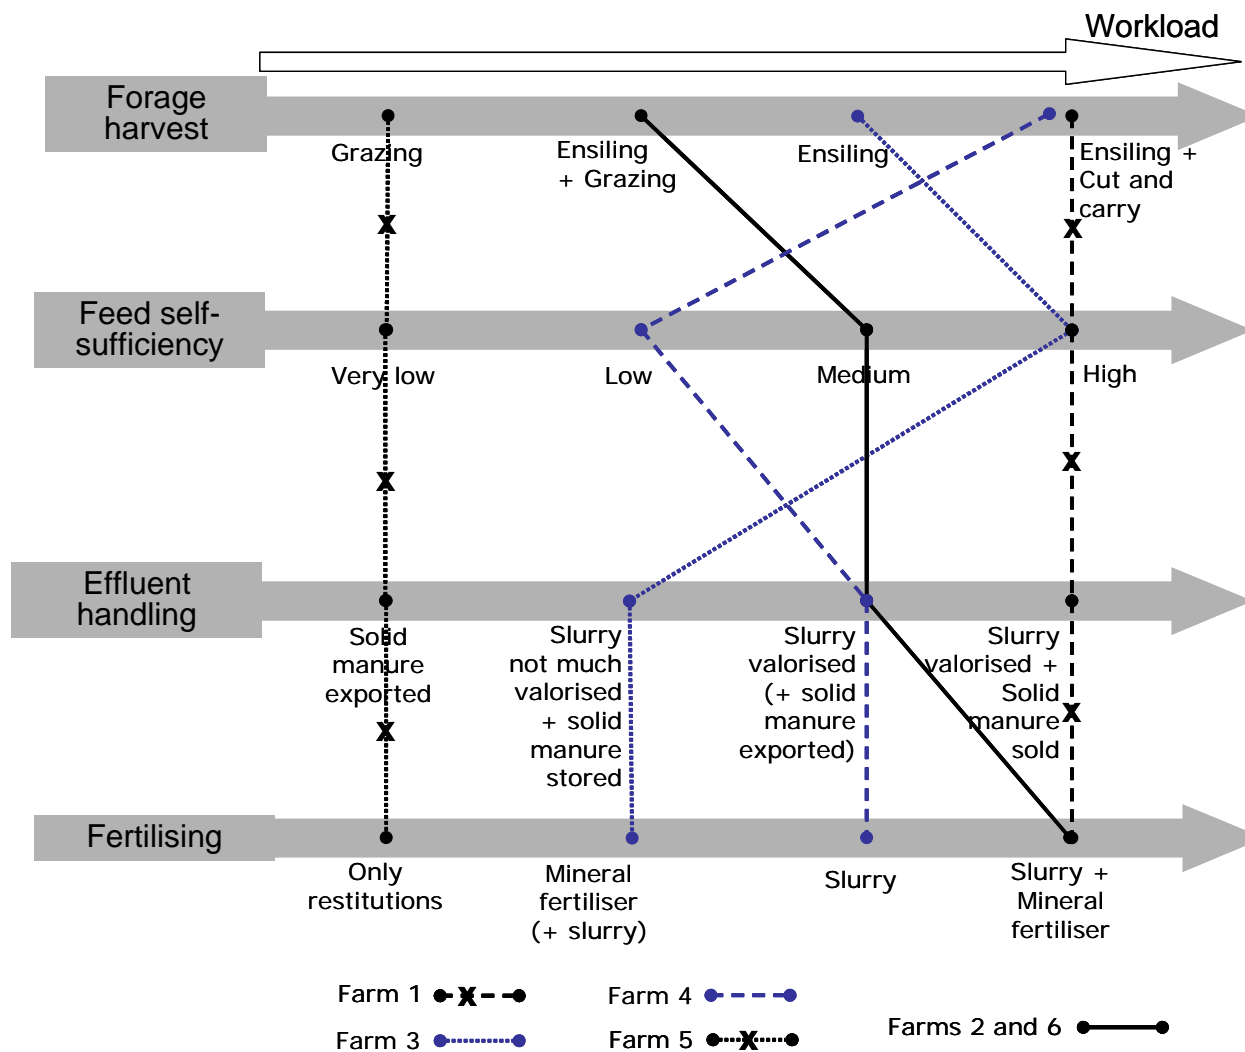 Workload
Forage
harvest
Grazing
Ensiling
+ Grazing
Ensiling
Ensiling +
Cut and
carry
Feed self-
sufficiency
Very low
Low
Medium
High
Effluent
handling
Solid
manure
exported
Slurry
not much
valorised
+ solid
manure
stored
Slurry
valorised
(+ solid
manure
exported)
Slurry
valorised +
Solid
manure
sold
Fertilising
Only
restitutions
Mineral
fertiliser
(+ slurry)
Slurry
Slurry +
Mineral
fertiliser
Farm 1
Farm 4
Farms 2 and 6
Farm 3
Farm 5